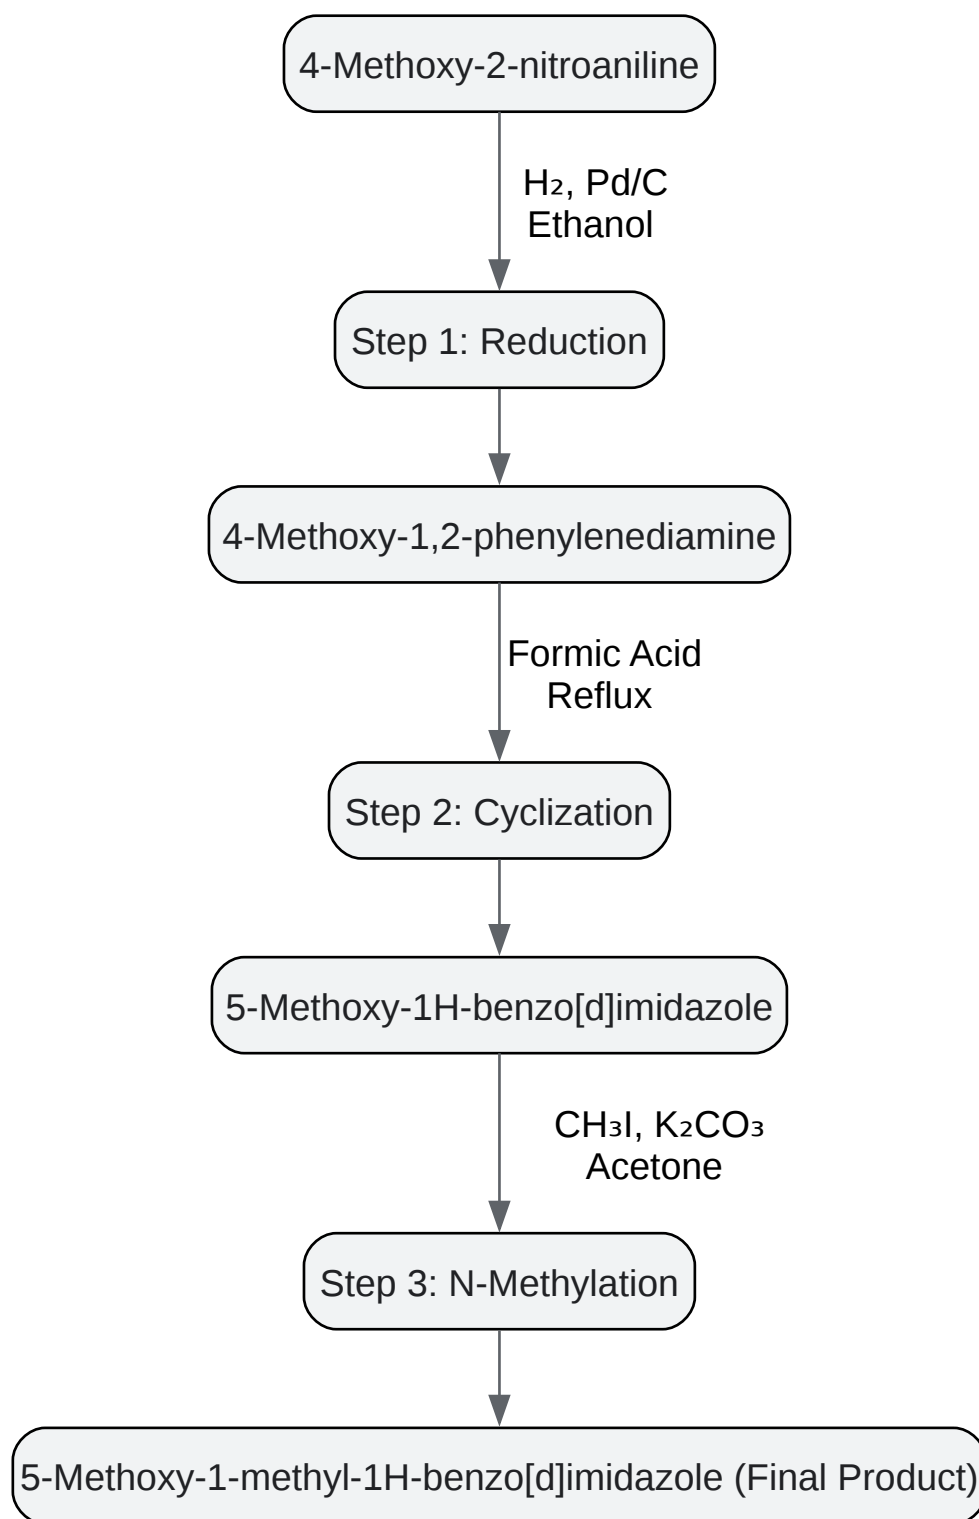 4-Methoxy-2-nitroaniline
H₂, Pd/C
Ethanol
Step 1: Reduction
4-Methoxy-1,2-phenylenediamine
Formic Acid
Reflux
Step 2: Cyclization
5-Methoxy-1H-benzo[d]imidazole
CH₃I, K₂CO₃
Acetone
Step 3: N-Methylation
5-Methoxy-1-methyl-1H-benzo[d]imidazole (Final Product)